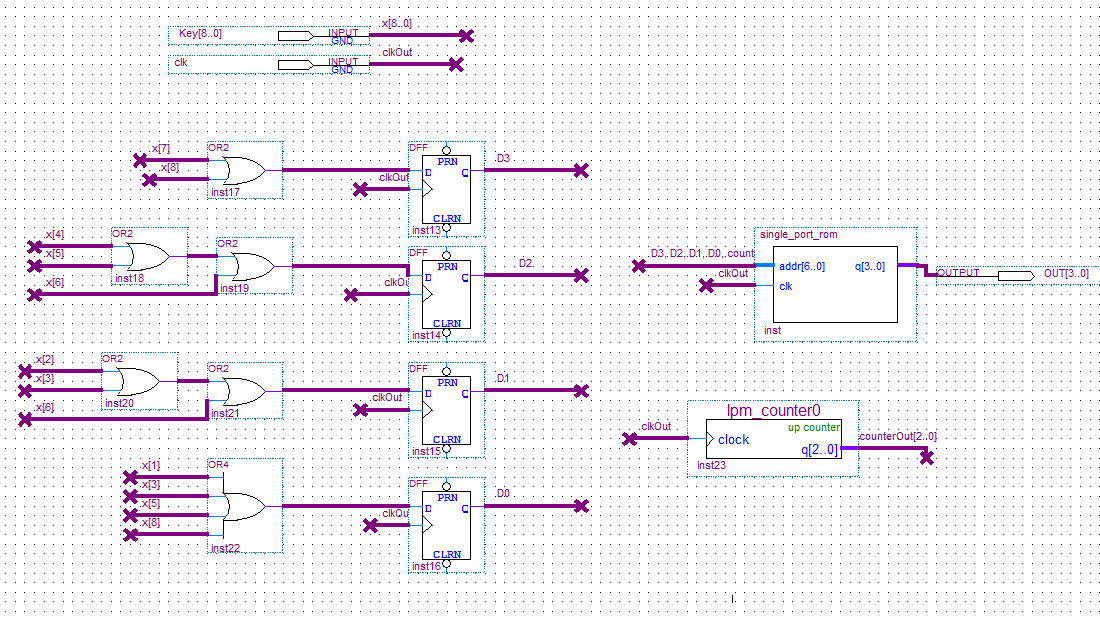 Key[8..0]
INPUT
GND
x[8..0]
clk
INPUT
GND
clkOut
x[7]
x[8]
OR2
inst17
clkOut
DFF
PRN
D
Q
CLRN
inst13
D3
x[4]
x[5]
x[6]
OR2
inst18
OR2
inst19
DFF
PRN
D
Q
CLRN
inst14
D2
single_port_rom
D3, D2, D1, D0, count
clkOut
addr[6..0]
q[3..0]
clk
inst
OUTPUT
OUT[3..0]
x[2]
x[3]
x[6]
OR2
inst20
OR2
inst21
clkOut
DFF
PRN
D
Q
CLRN
inst15
D1
clkOut
lpm_counter0
up counter
clock
q[2..0]
inst23
counterOut[2..0]
x[1]
x[3]
x[5]
x[8]
OR4
inst22
DFF
PRN
D
Q
CLRN
inst16
D0